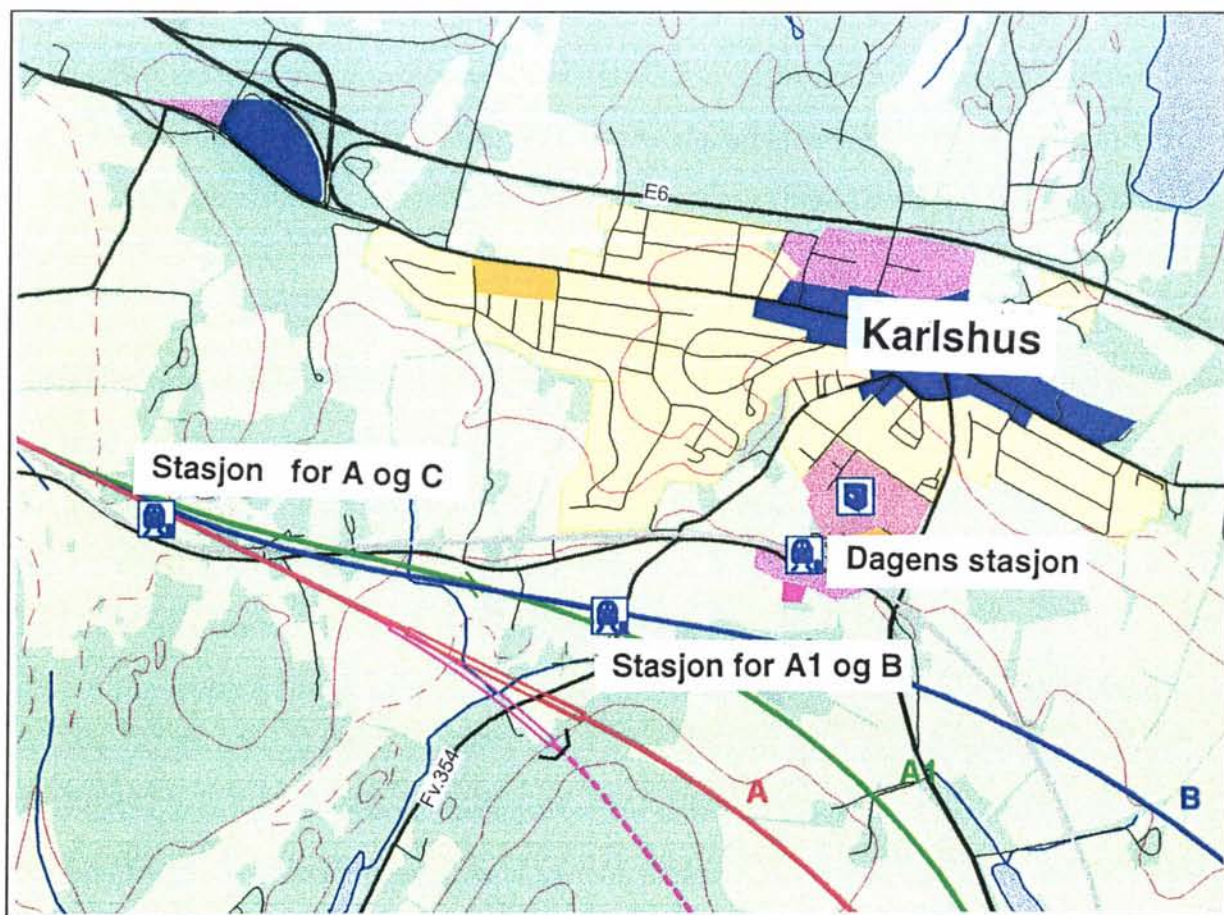 E6
Karlshus
Stasjon for A og C
Dagens stasjon
Stasjon for A1 og B
Fv.354
A
A1
B